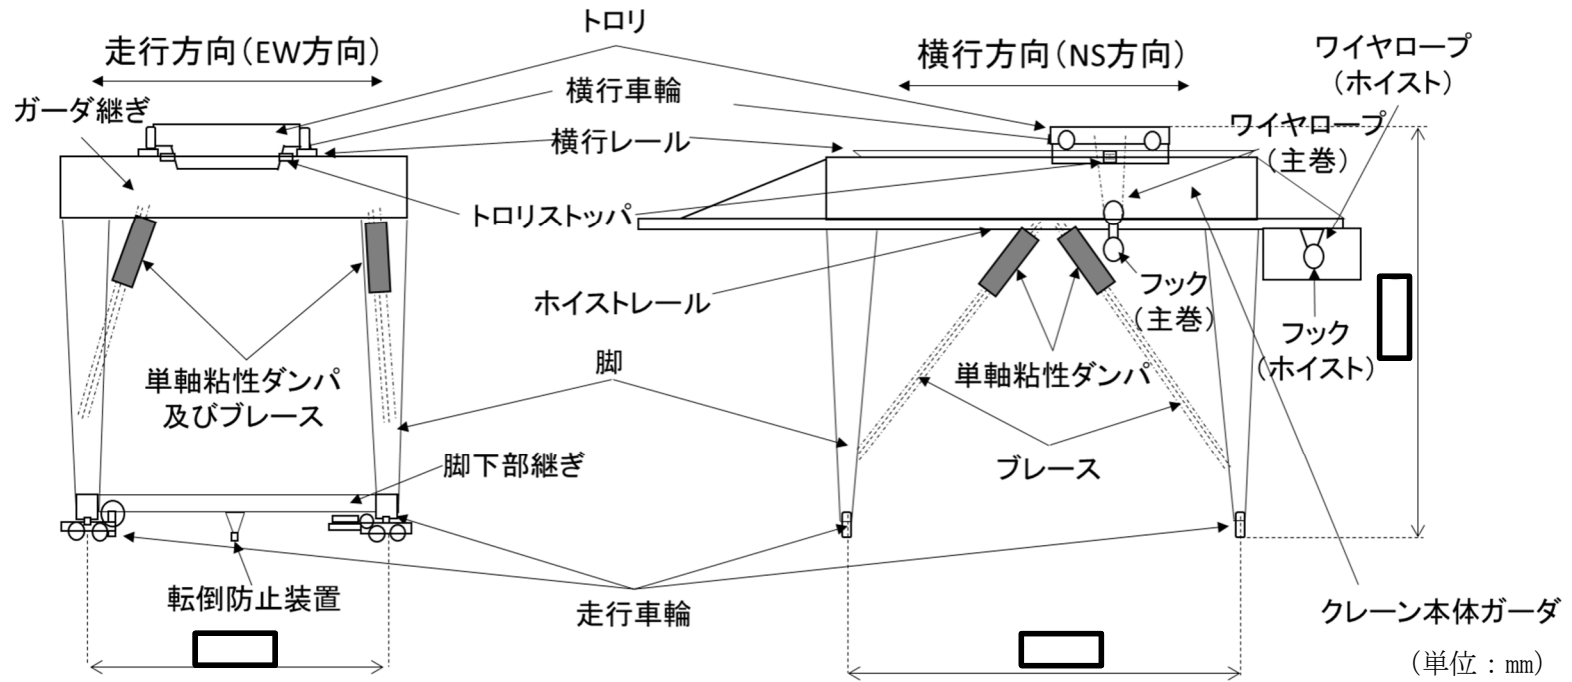 トロリ
走行方向（EW方向）
横行方向（NS方向）
ワイヤロープ
（ホイスト）
ガーダ継ぎ
横行車輪
横行レール
ワイヤロープ
（主巻）
トロリストッパ
ホイストレール
フック
（主巻）
フック
（ホイスト）
単軸粘性ダンパ
及びブレース
脚
単軸粘性ダンパ
脚下部継ぎ
ブレース
転倒防止装置
走行車輪
クレーン本体ガーダ
（単位：mm）